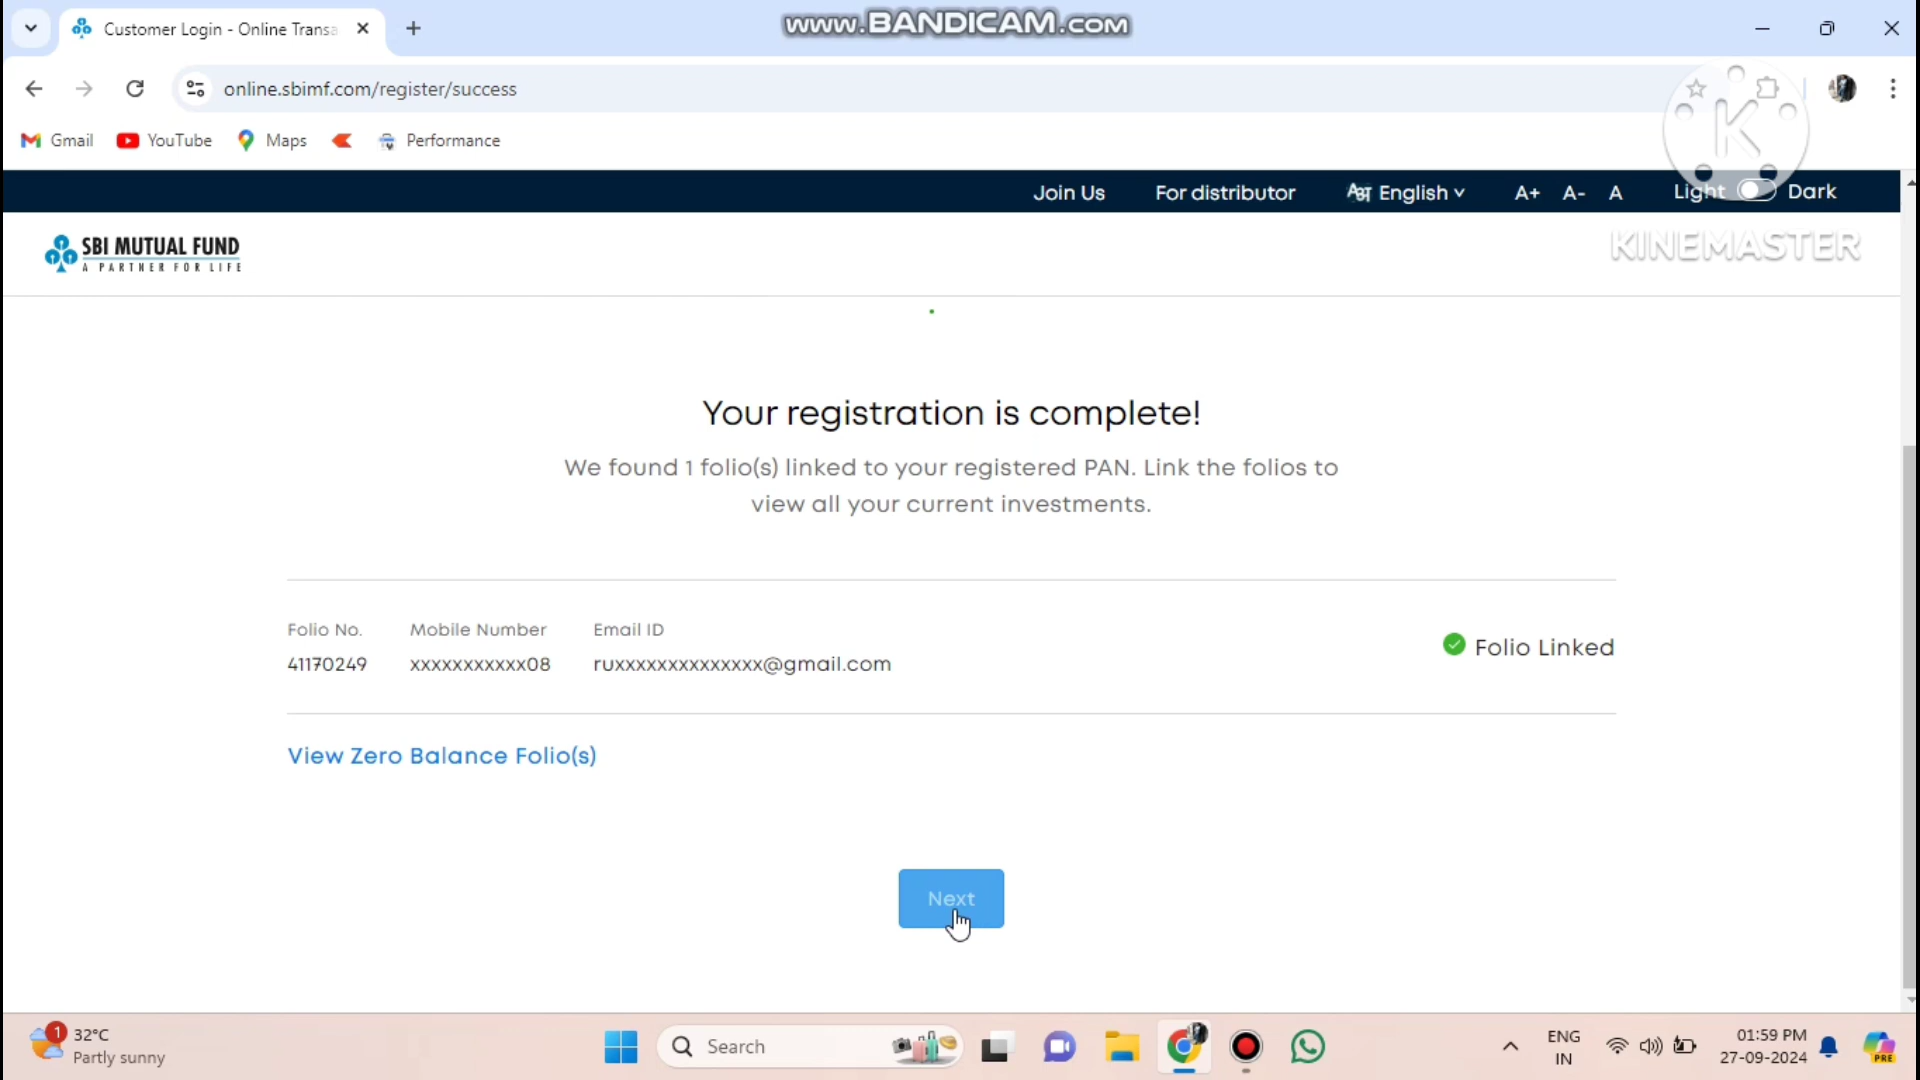 Customer Login - Online Transa
www.BANDICAM.com
online.sbimf.com/register/success
Gmail
YouTube
Maps
Performance
K
KINEMASTER
Join Us
For distributor
Aअ English
A+
A-
A
Light
Dark
SBI MUTUAL FUND
A PARTNER FOR LIFE
Your registration is complete!
We found 1 folio(s) linked to your registered PAN. Link the folios to
view all your current investments.
Folio No. Mobile Number Email ID
41170249 xxxxxxxxxxx08 ruxxxxxxxxxxxxxx@gmail.com
Folio Linked
View Zero Balance Folio(s)
Next
1
32°C
Partly sunny
Search
ENG
IN
01:59 PM
27-09-2024
PRE